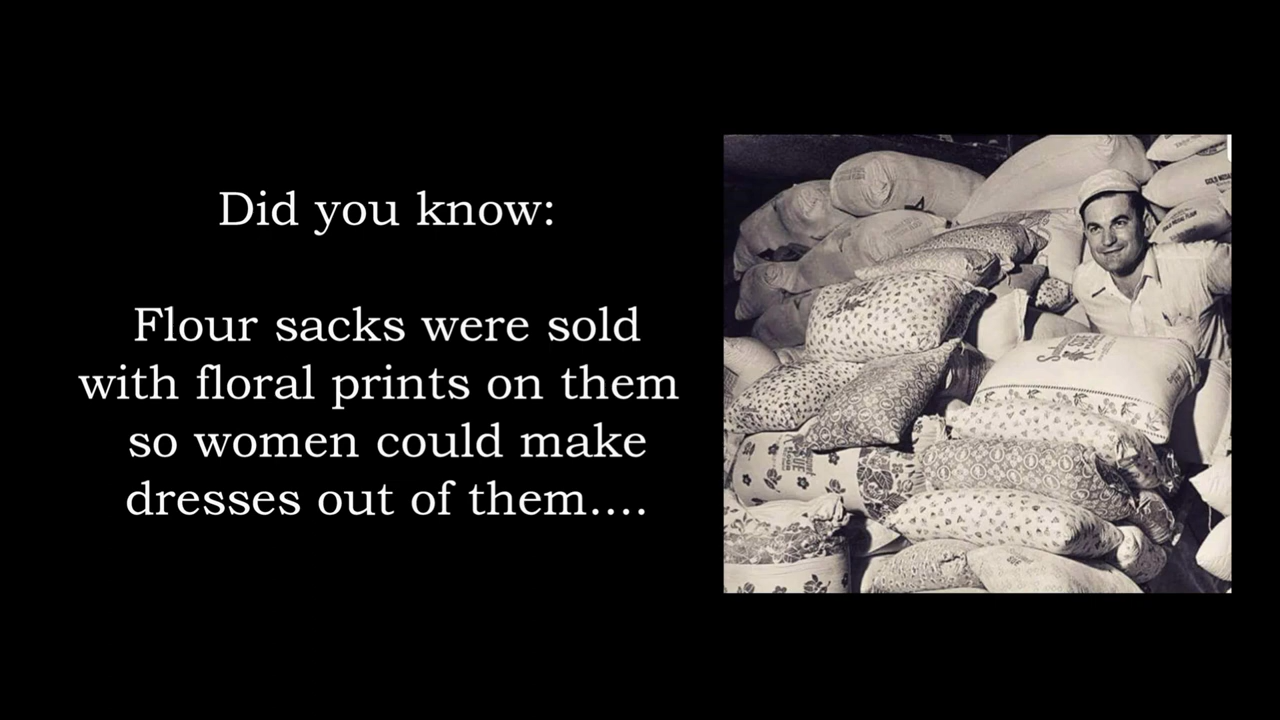 Did you know:
Flour sacks were sold
with floral prints on them
so women could make
dresses out of them....